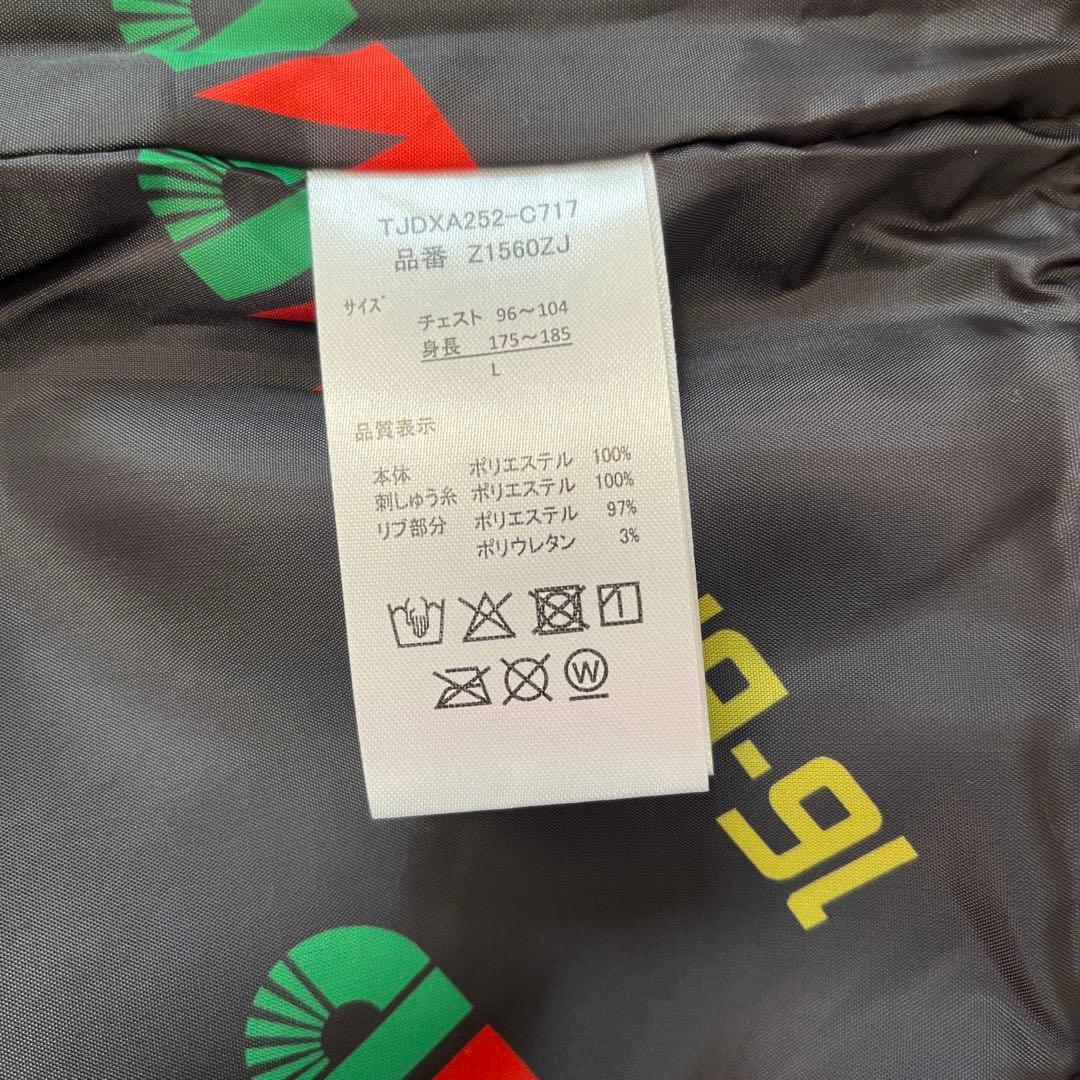 TJDXA252-C717
品番 Z1560ZJ
サイズ
チェスト 96～104
身長 175～185
L
品質表示
本体 ポリエステル 100%
刺しゅう糸 ポリエステル 100%
リブ部分 ポリエステル 97%
ポリウレタン 3%
W